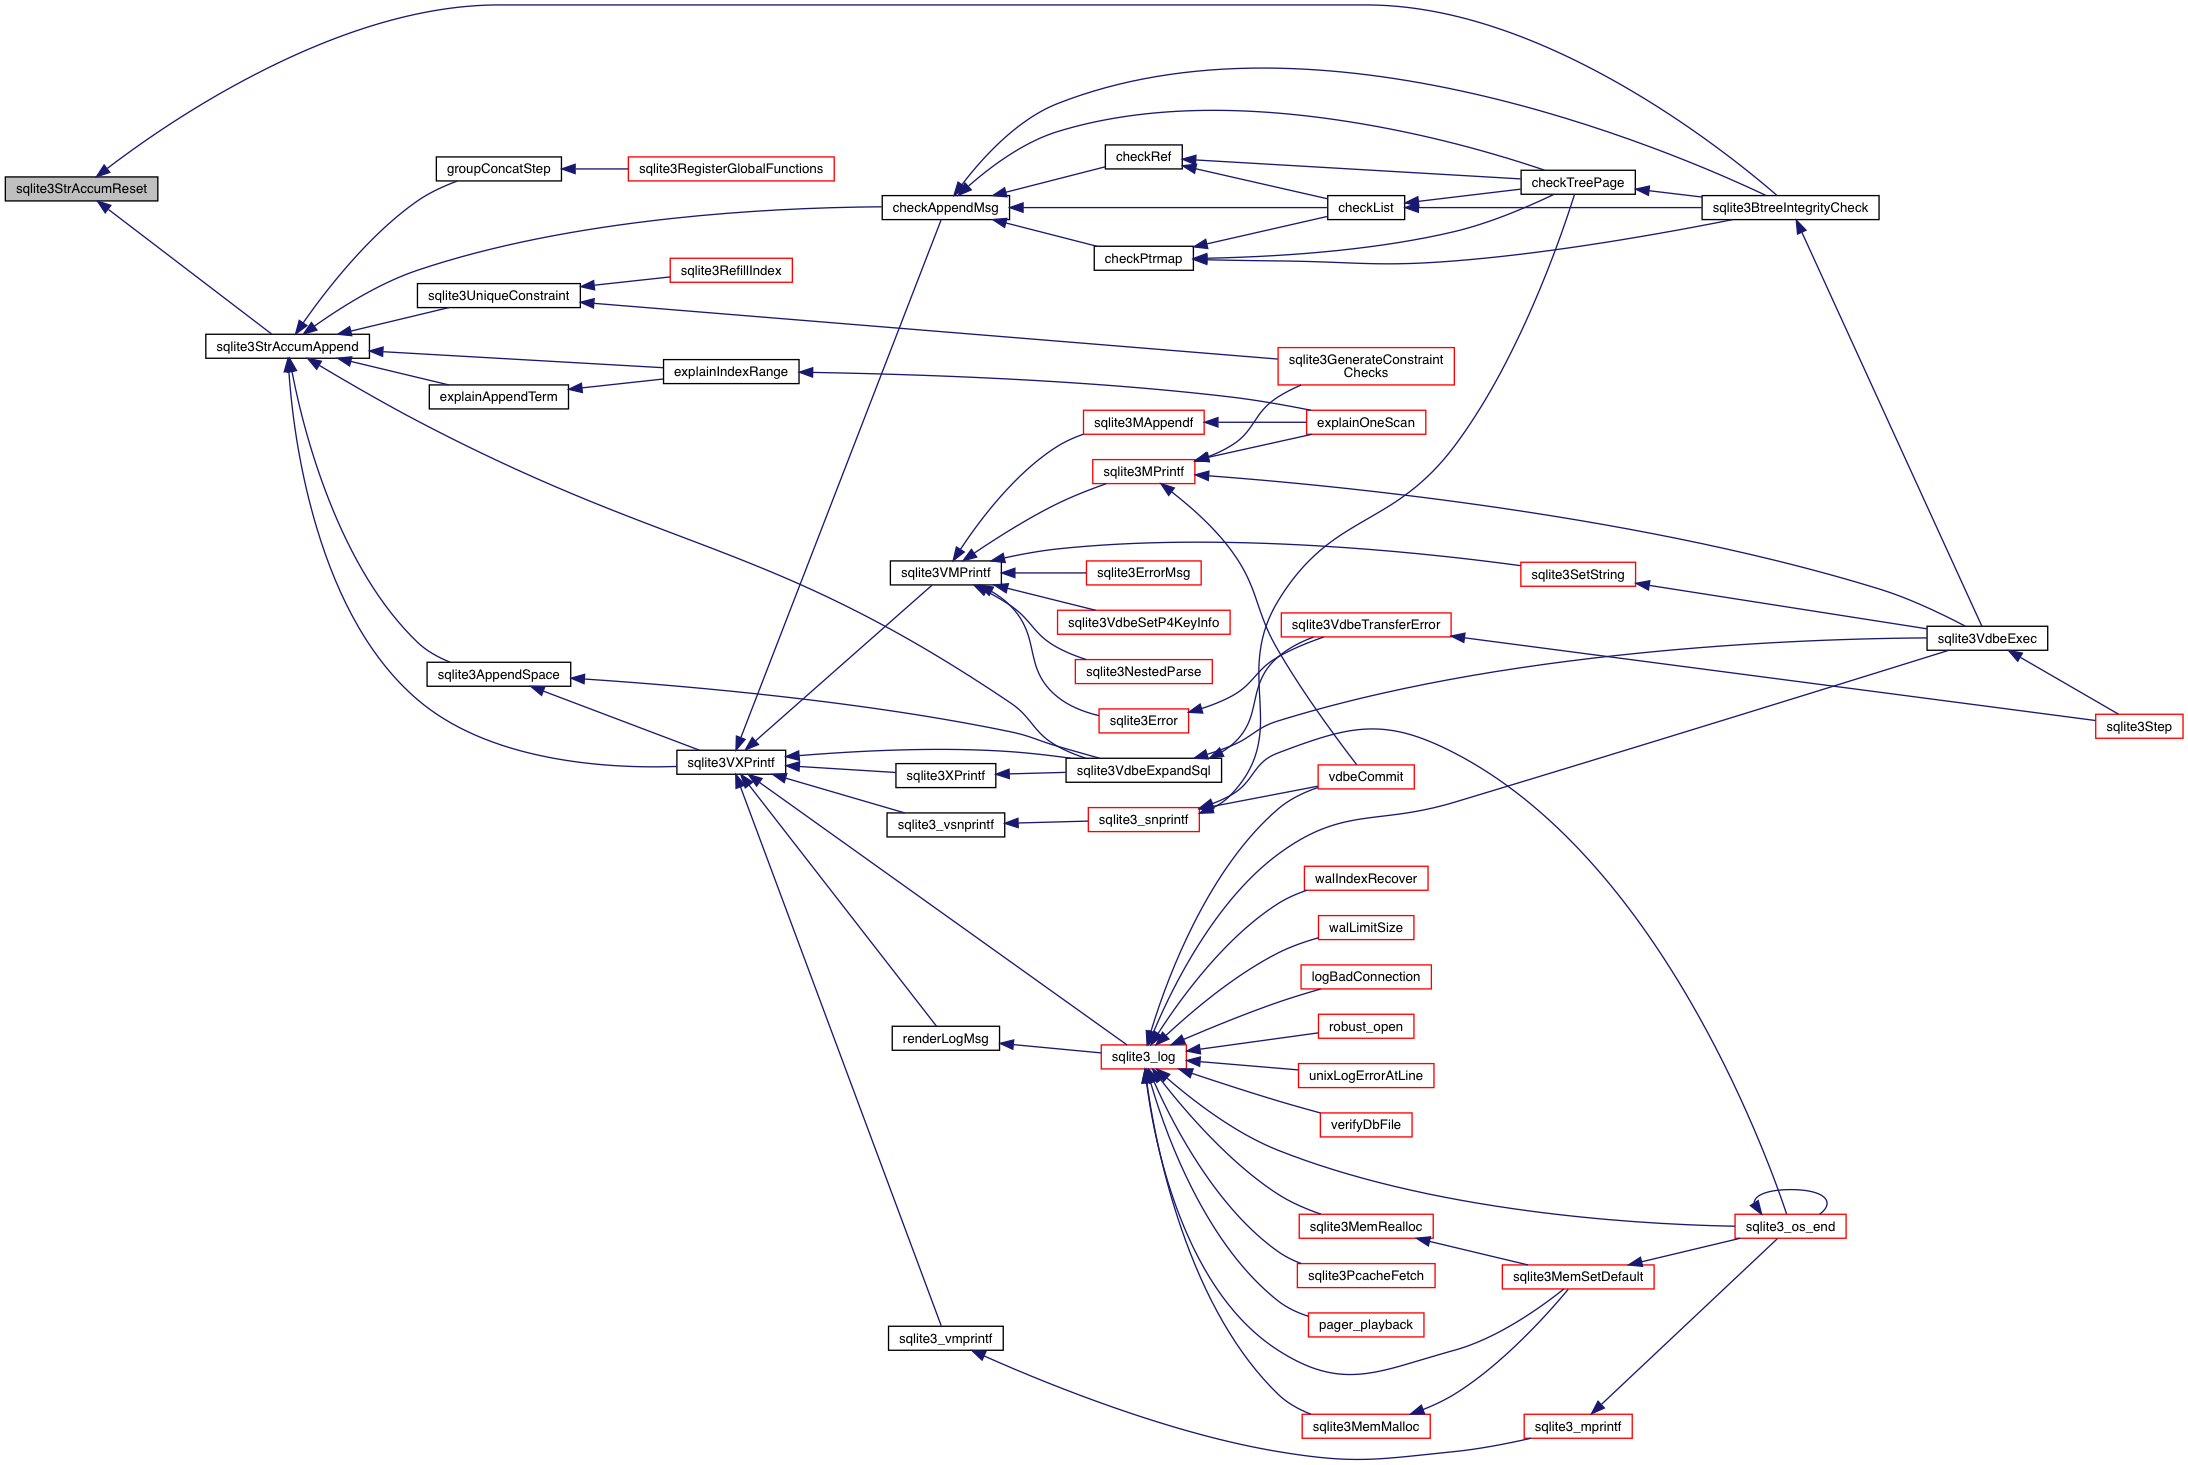 sqlite3StrAccumReset
sqlite3StrAccumAppend
groupConcatStep
sqlite3RegisterGlobalFunctions
sqlite3UniqueConstraint
sqlite3RefillIndex
explainIndexRange
explainAppendTerm
sqlite3AppendSpace
sqlite3VXPrintf
checkAppendMsg
checkRef
checkList
checkPtrmap
checkTreePage
sqlite3BtreeIntegrityCheck
sqlite3GenerateConstraint
Checks
sqlite3MAppendf
explainOneScan
sqlite3MPrintf
sqlite3VMPrintf
sqlite3ErrorMsg
sqlite3SetString
sqlite3VdbeSetP4KeyInfo
sqlite3VdbeTransferError
sqlite3VdbeExec
sqlite3NestedParse
sqlite3Error
sqlite3Step
sqlite3XPrintf
sqlite3VdbeExpandSql
vdbeCommit
sqlite3_vsnprintf
sqlite3_snprintf
walIndexRecover
walLimitSize
logBadConnection
robust_open
renderLogMsg
sqlite3_log
unixLogErrorAtLine
verifyDbFile
sqlite3MemRealloc
sqlite3_os_end
sqlite3PcacheFetch
sqlite3MemSetDefault
pager_playback
sqlite3_vmprintf
sqlite3MemMalloc
sqlite3_mprintf